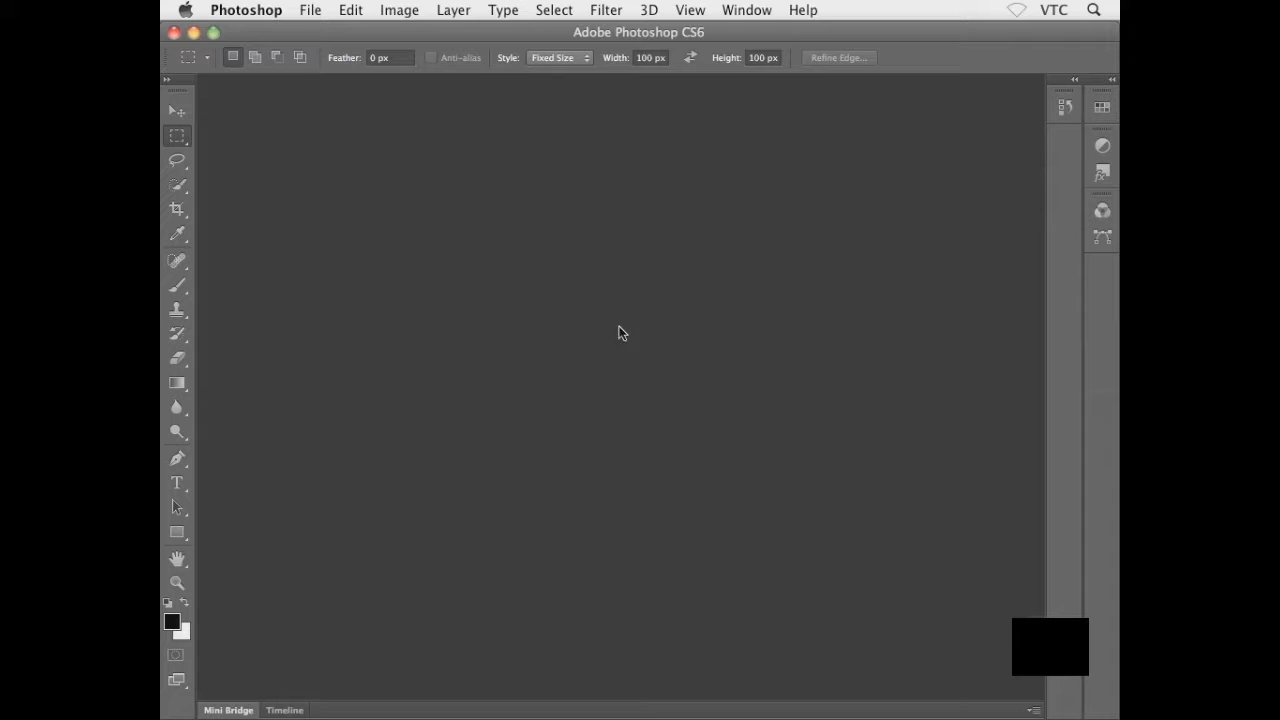 Photoshop File Edit Image Layer Type Select Filter 3D View Window Help VTC
Adobe Photoshop CS6
Feather: 0 px Anti-alias Style: Fixed Size Width: 100 px Height: 100 px Refine Edge...
Mini Bridge Timeline